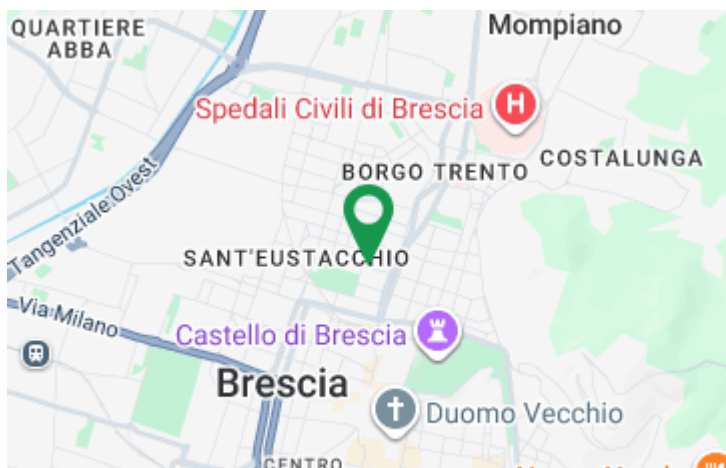 QUARTIERE
ABBA
Mompiano
Spedali Civili di Brescia
H
BORGO TRENTO
COSTALUNGA
Tangenziale Ovest
SANT'EUSTACCHIO
Via Milano
Castello di Brescia
Brescia
Duomo Vecchio
CENTRO